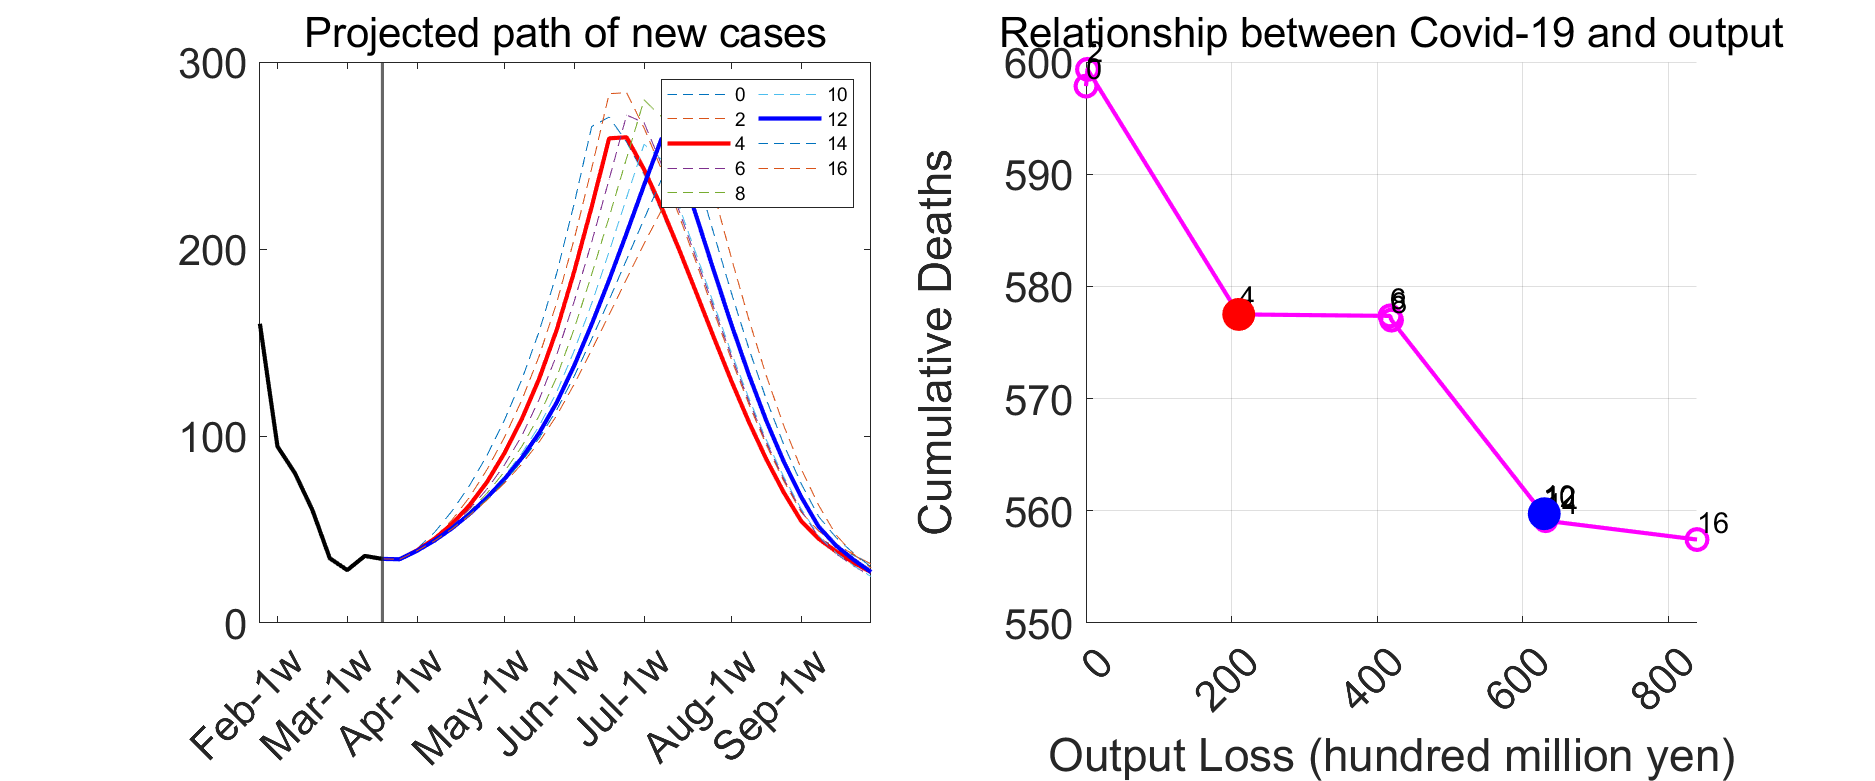 Projected path of new cases
300
200
100
0
0
2
4
6
8
10
12
14
16
Feb-1w
Mar-1w
Apr-1w
May-1w
Jun-1w
Jul-1w
Aug-1w
Sep-1w
Relationship between Covid-19 and output
Cumulative Deaths
600
590
580
570
560
550
2
0
4
6
8
10
12
14
16
0
200
400
600
800
Output Loss (hundred million yen)